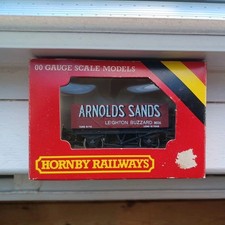 00 GAUGE SCALE MODELS
ARNOLDS SANDS
LEIGHTON BUZZARD
HORNBY RAILWAYS